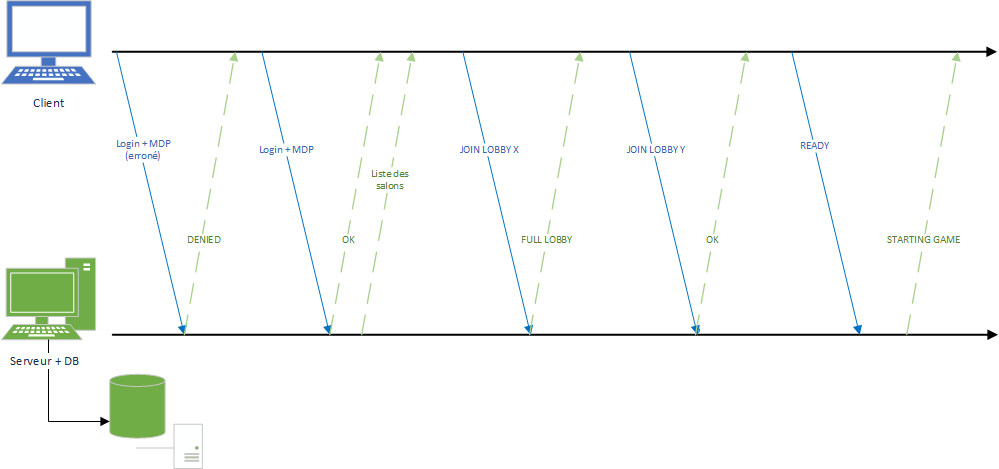 Client
Login + MDP
(erroné)
Login + MDP
JOIN LOBBY X
JOIN LOBBY Y
READY
Liste des
salons
DENIED
OK
FULL LOBBY
OK
STARTING GAME
Serveur + DB